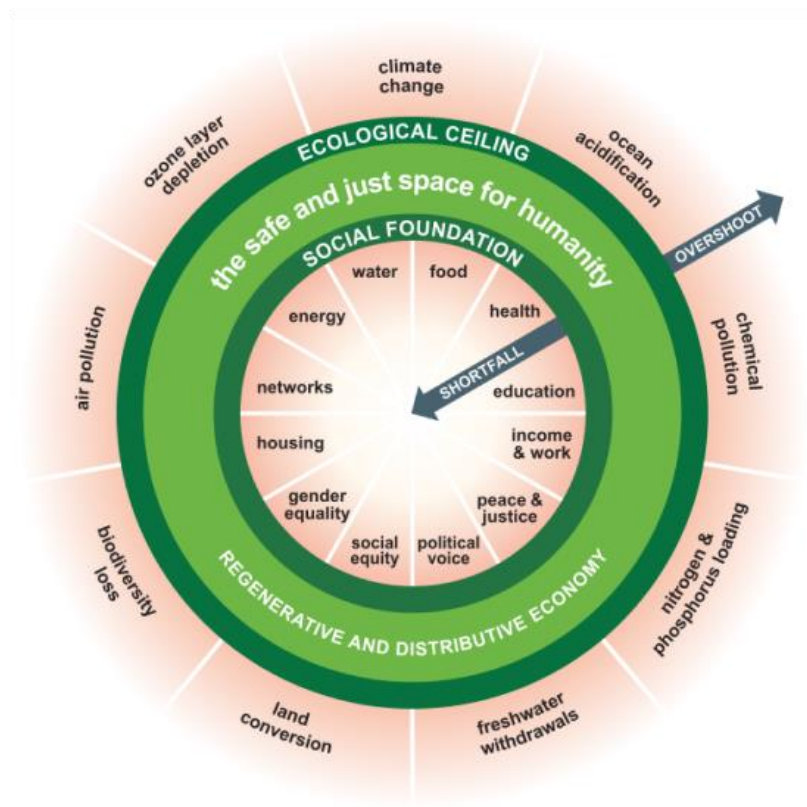 climate
change
ozone layer
depletion
ocean
acidification
ECOLOGICAL CEILING
the safe and just space for humanity
OVERSHOOT
SOCIAL FOUNDATION
water
food
energy
health
SHORTFALL
air pollution
chemical
pollution
networks
education
housing
income
& work
gender
equality
peace &
justice
social
equity
political
voice
biodiversity
loss
nitrogen &
phosphorus loading
REGENERATIVE AND DISTRIBUTIVE ECONOMY
land
conversion
freshwater
withdrawals